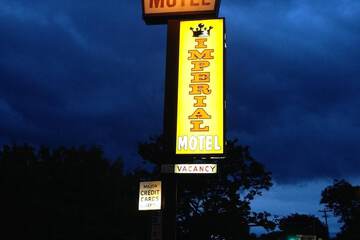 MOTEL
IMPERIAL
MOTEL
VACANCY
MAJOR
CREDIT
CARDS